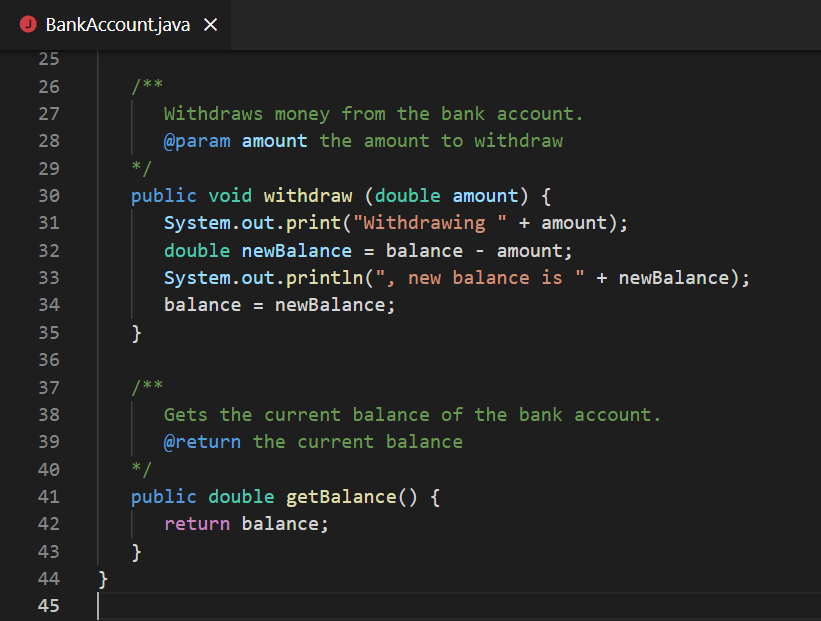 BankAccount.java ×
25
26 /**
27 Withdraws money from the bank account.
28 @param amount the amount to withdraw
29 */
30 public void withdraw (double amount) {
31 System.out.print("Withdrawing " + amount);
32 double newBalance = balance - amount;
33 System.out.println(", new balance is " + newBalance);
34 balance = newBalance;
35 }
36
37 /**
38 Gets the current balance of the bank account.
39 @return the current balance
40 */
41 public double getBalance() {
42 return balance;
43 }
44 }
45